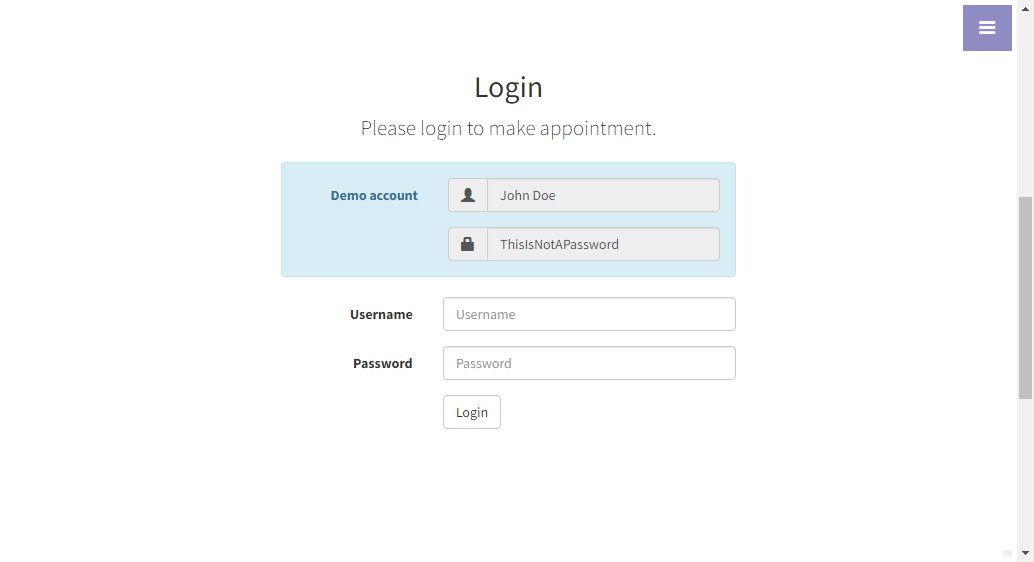 Login
Please login to make appointment.
Demo account
John Doe
ThisIsNotAPassword
Username
Username
Password
Password
Login